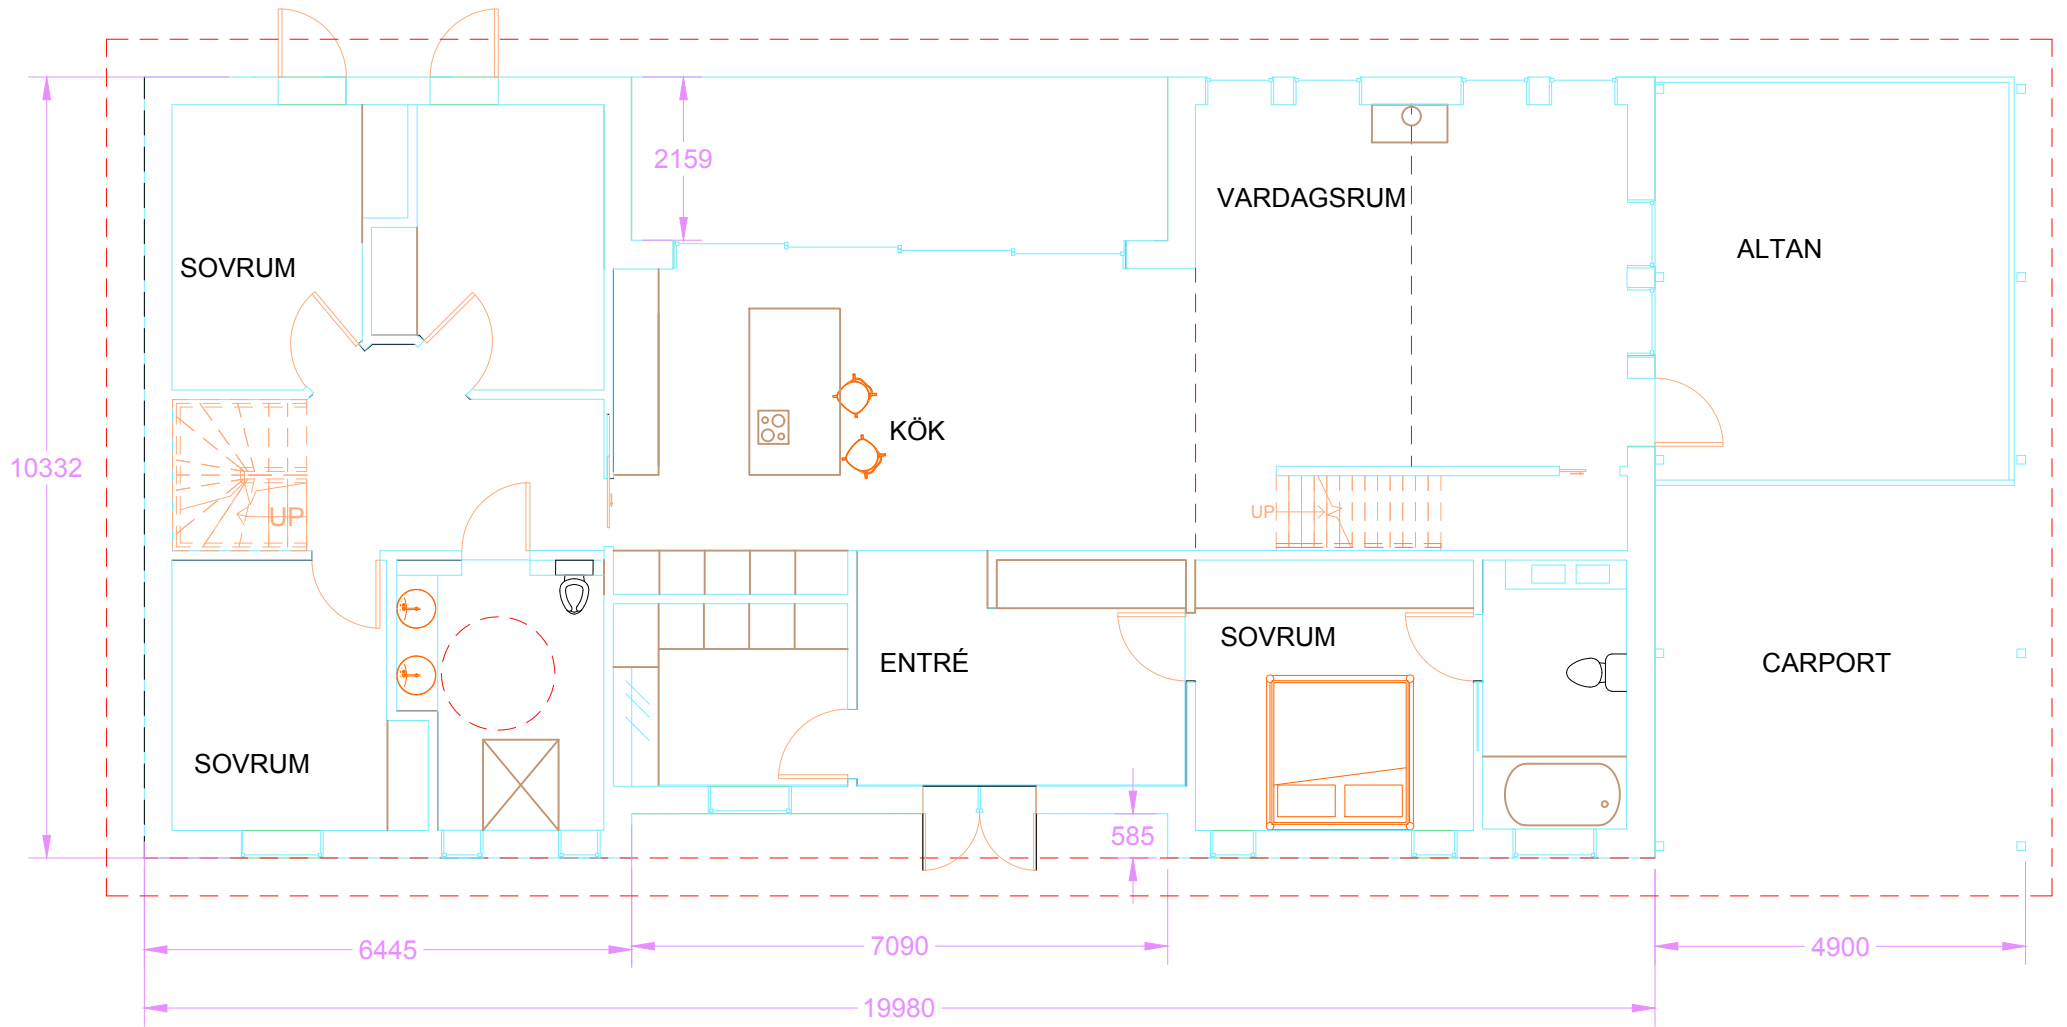 2159
VARDAGSRUM
ALTAN
SOVRUM
KÖK
10332
UP
UP
SOVRUM
ENTRÉ
CARPORT
SOVRUM
585
6445
7090
4900
19980